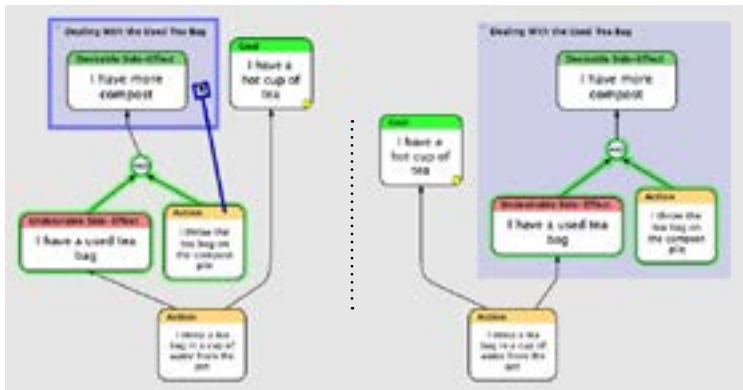 Dealing With the Used Tea Bag
Desirable Side-Effect
I have more
compost
Goal
I have a
hot cup of
tea
AND
Undesirable Side-Effect
I have a used tea
bag
Action
I throw the
tea bag on
the compost
pile
Action
I steep a tea
bag in a cup of
water from the
pot
Dealing With the Used Tea Bag
Desirable Side-Effect
I have more
compost
Goal
I have a
hot cup of
tea
AND
Undesirable Side-Effect
I have a used tea
bag
Action
I throw the
tea bag on
the compost
pile
Action
I steep a tea
bag in a cup of
water from the
pot